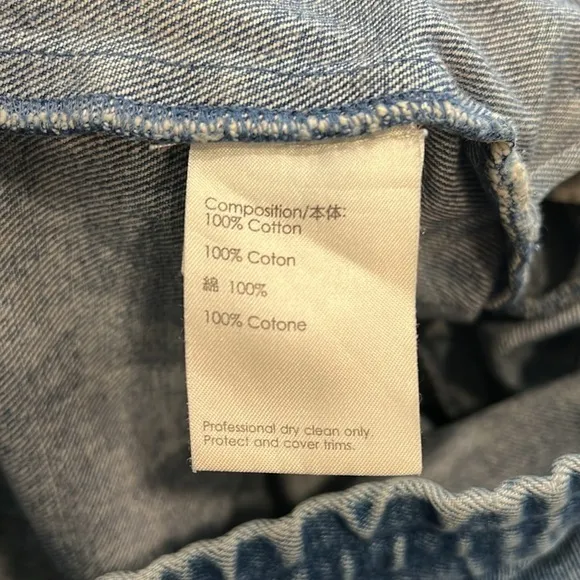 Composition/本体:
100% Cotton
100% Coton
綿 100%
100% Cotone
Professional dry clean only.
Protect and cover trims.